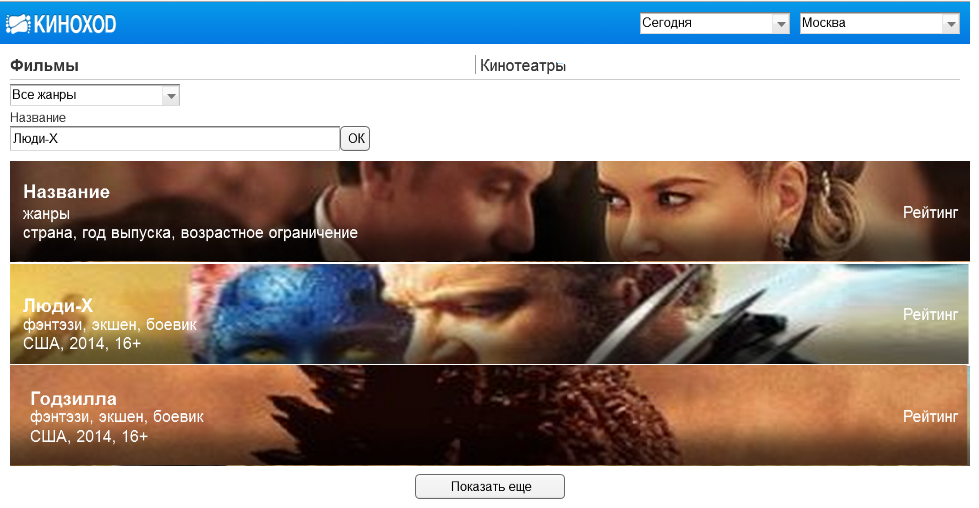 КИНОХОД
Сегодня
Москва
Фильмы
Кинотеатры
Все жанры
Название
Люди-Х
OK
Название
жанры
страна, год выпуска, возрастное ограничение
Рейтинг
Люди-Х
фэнтэзи, экшен, боевик
США, 2014, 16+
Рейтинг
Годзилла
фэнтэзи, экшен, боевик
США, 2014, 16+
Рейтинг
Показать еще